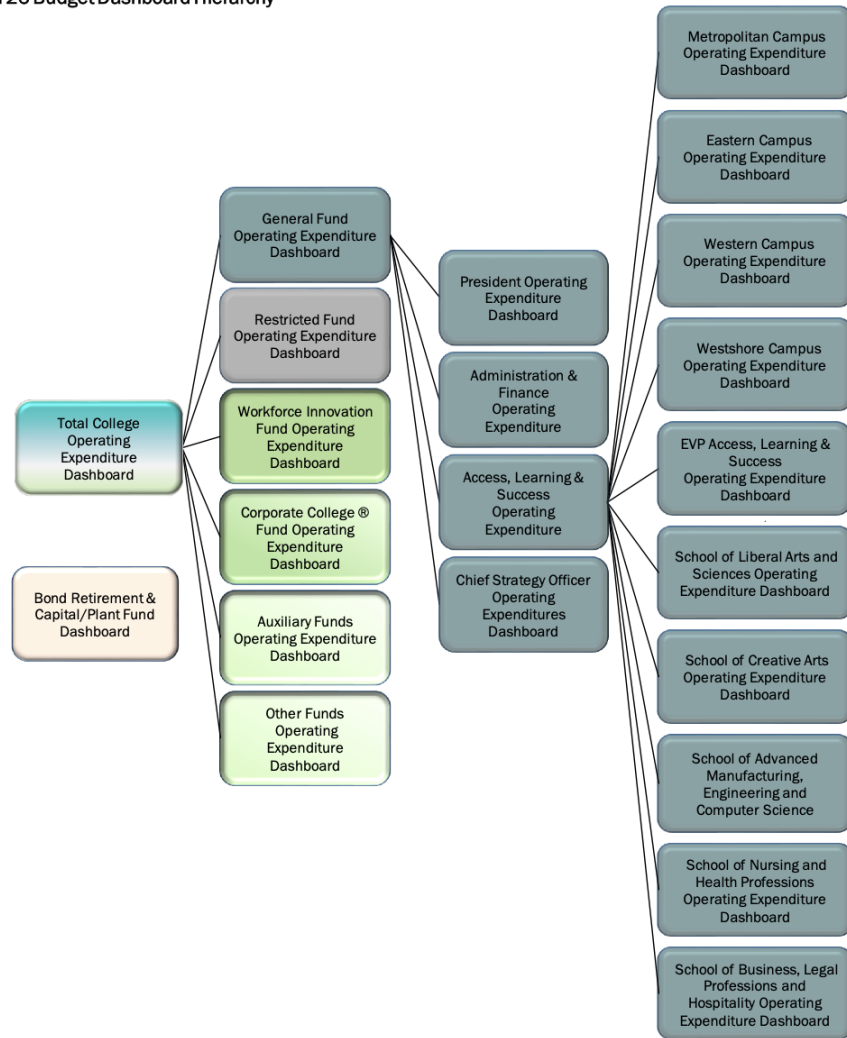 26 Budget Dashboard Hierarchy
Total College
Operating
Expenditure
Dashboard
Bond Retirement &
Capital/Plant Fund
Dashboard
General Fund
Operating Expenditure
Dashboard
Restricted Fund
Operating Expenditure
Dashboard
Workforce Innovation
Fund Operating
Expenditure
Dashboard
Corporate College ®
Fund Operating
Expenditure
Dashboard
Auxiliary Funds
Operating Expenditure
Dashboard
Other Funds
Operating
Expenditure
Dashboard
President Operating
Expenditure
Dashboard
Administration &
Finance
Operating
Expenditure
Access, Learning &
Success
Operating
Expenditure
Chief Strategy Officer
Operating
Expenditures
Dashboard
Metropolitan Campus
Operating Expenditure
Dashboard
Eastern Campus
Operating Expenditure
Dashboard
Western Campus
Operating Expenditure
Dashboard
Westshore Campus
Operating Expenditure
Dashboard
EVP Access, Learning &
Success
Operating Expenditure
Dashboard
School of Liberal Arts and
Sciences Operating
Expenditure Dashboard
School of Creative Arts
Operating Expenditure
Dashboard
School of Advanced
Manufacturing,
Engineering and
Computer Science
School of Nursing and
Health Professions
Operating Expenditure
Dashboard
School of Business, Legal
Professions and
Hospitality Operating
Expenditure Dashboard